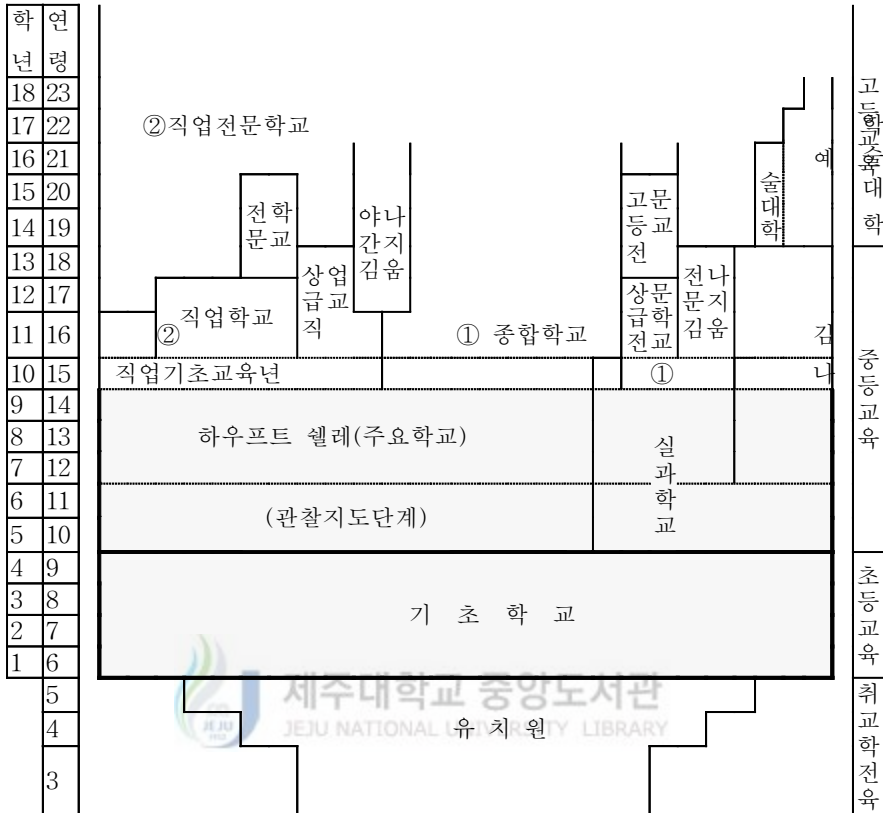 학 연
년 령
18 23
17 22
16 21
15 20
14 19
13 18
12 17
11 16
10 15
9 14
8 13
7 12
6 11
5 10
4 9
3 8
2 7
1 6
5
4
3
②직업전문학교
전학
문교
야나
간지
김움
상업
급교
직
② 직업학교
① 종합학교
고문
등교
전
상문
급학
전교
전나
문지
김움
술
대
학
예
김
나
직업기초교육년
①
하우프트 쉘레(주요학교)
(관찰지도단계)
실
과
학
교
기 초 학 교
유 치 원
고
등
교
육
학
술
대
학
중
등
교
육
초
등
교
육
취
교
학
전
육
제주대학교 중앙도서관
JEJU NATIONAL UNIVERSITY LIBRARY
JEJU
1952